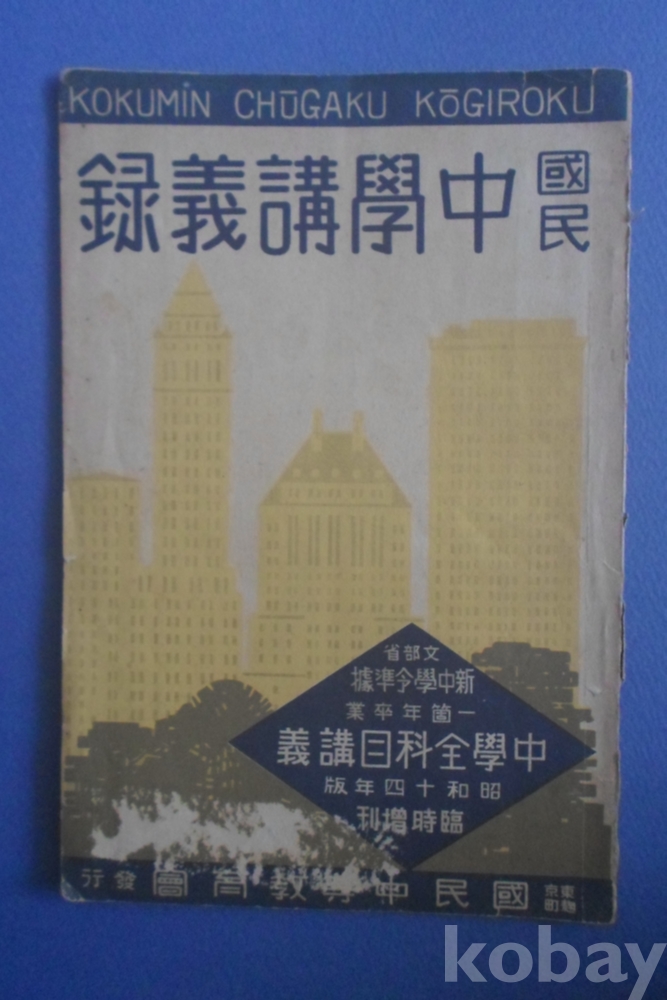 KOKUMIN CHŪGAKU KŌGIROKU
國民
中學講義録
文部省
新中學令準據
一箇年卒業
中學全科目講義
昭和十四年版
臨時增刊
東京麹町
國民中等教育會發行
kobay